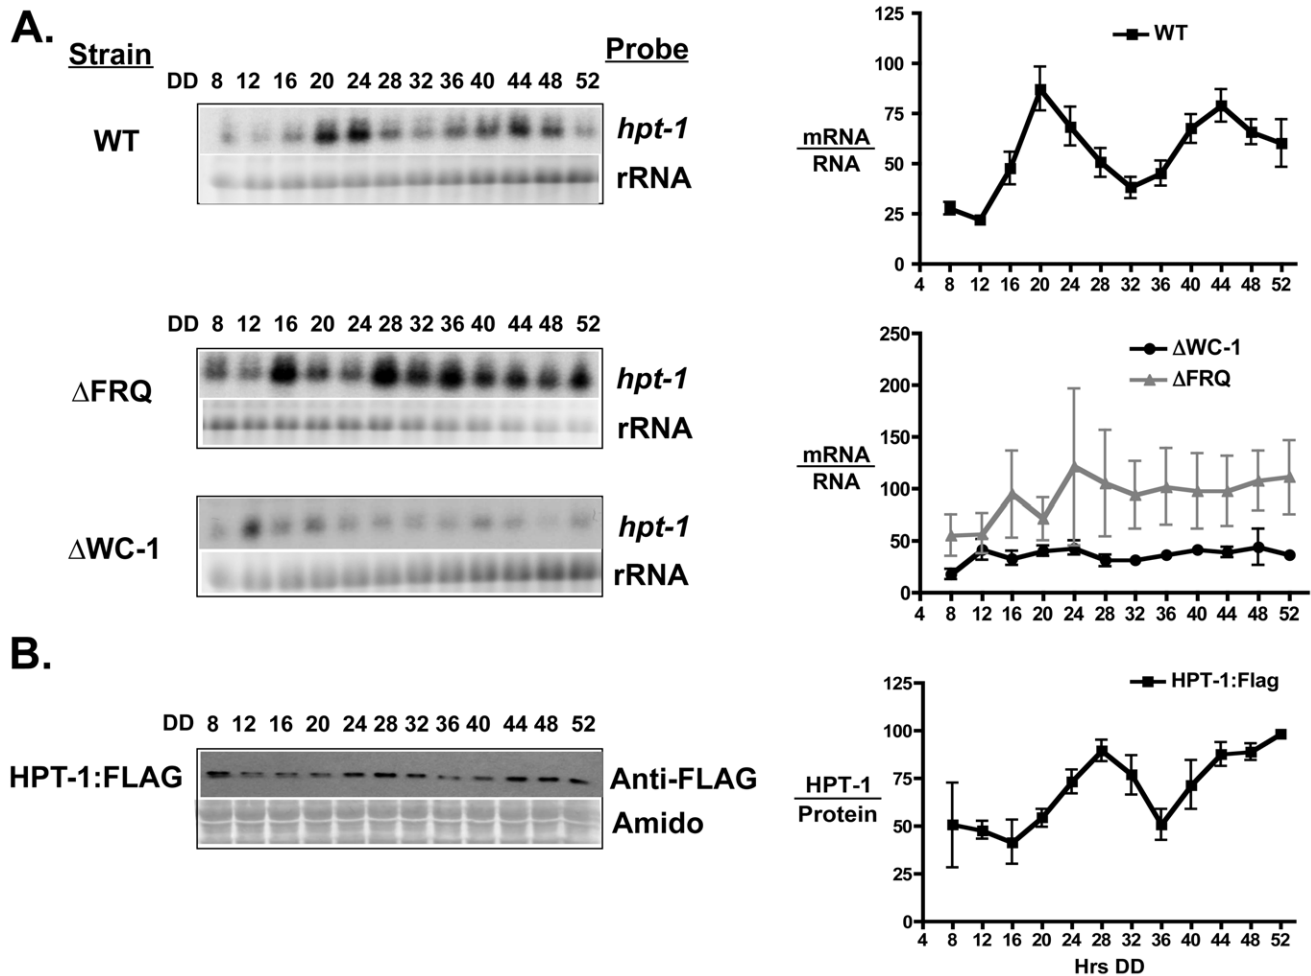 A.
Strain
Probe
DD 8 12 16 20 24 28 32 36 40 44 48 52
WT
hpt-1
rRNA
DD 8 12 16 20 24 28 32 36 40 44 48 52
ΔFRQ
hpt-1
rRNA
ΔWC-1
hpt-1
rRNA
125
100
75
50
25
0
mRNA
RNA
WT
4 8 12 16 20 24 28 32 36 40 44 48 52
250
200
150
100
50
0
mRNA
RNA
ΔWC-1
ΔFRQ
4 8 12 16 20 24 28 32 36 40 44 48 52
B.
DD 8 12 16 20 24 28 32 36 40 44 48 52
HPT-1:FLAG
Anti-FLAG
Amido
125
100
75
50
25
0
HPT-1
Protein
HPT-1:Flag
4 8 12 16 20 24 28 32 36 40 44 48 52
Hrs DD